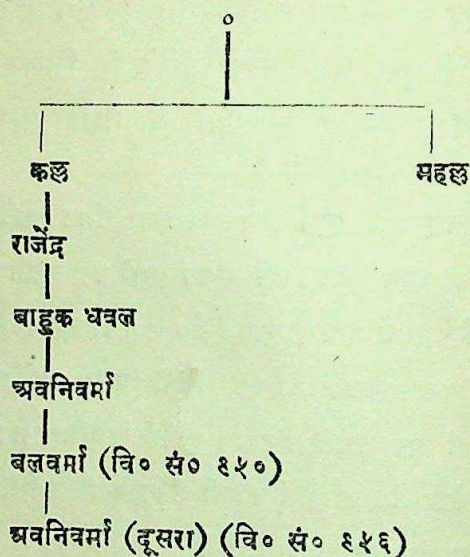 ०
कल्ल महल्ल
राजेंद्र
बाहुक धवल
अवनिवर्मा
बलवर्मा (वि० सं० ९५०)
अवनिवर्मा (दूसरा) (वि० सं० ९५६)